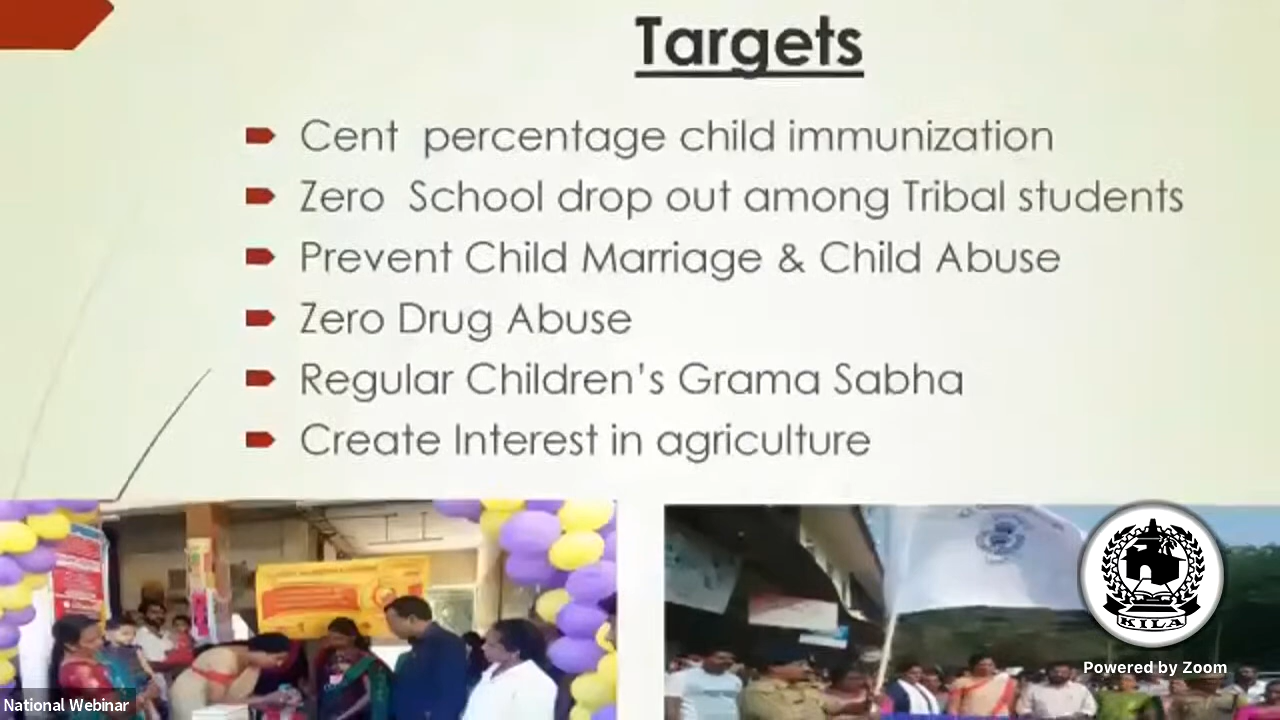 Targets
Cent percentage child immunization
Zero School drop out among Tribal students
Prevent Child Marriage & Child Abuse
Zero Drug Abuse
Regular Children's Grama Sabha
Create Interest in agriculture
KILA
Powered by Zoom
National Webinar